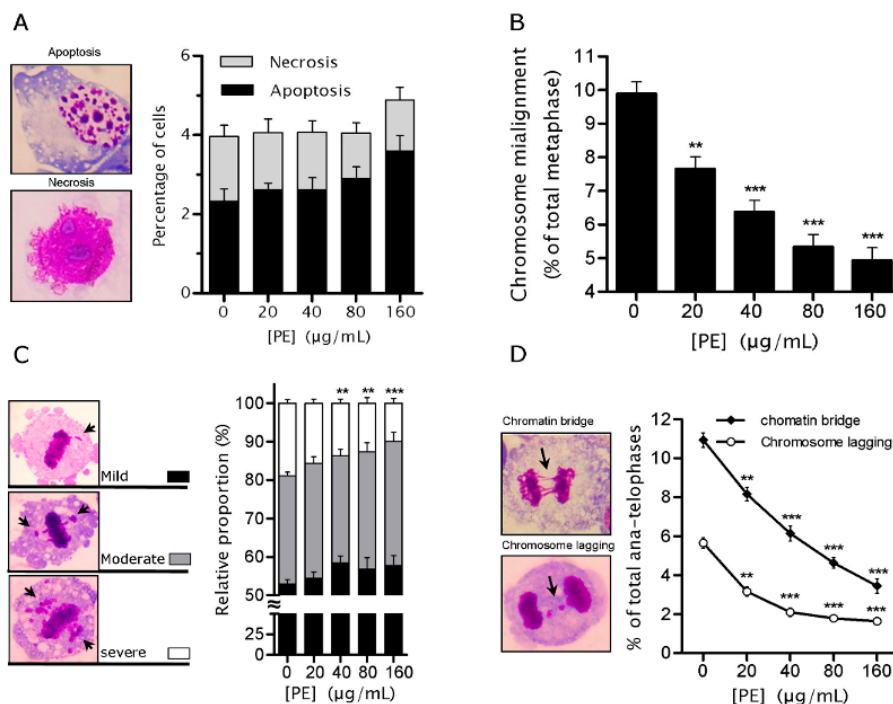 A
Apoptosis
Necrosis
Percentage of cells
6
4
2
0
Necrosis
Apoptosis
0 20 40 80 160
[PE] (µg/mL)
B
Chromosome mialignment
(% of total metaphase)
11
10
9
8
7
6
5
4
**
***
***
***
0 20 40 80 160
[PE] (µg/mL)
C
Mild
Moderate
severe
Relative proportion (%)
100
90
80
70
60
50
25
0
** ** ***
0 20 40 80 160
[PE] (µg/mL)
D
Chromatin bridge
Chromosome lagging
% of total ana-telophases
12
10
8
6
4
2
0
chomatin bridge
Chromosome lagging
**
***
***
***
**
***
***
***
0 20 40 80 160
[PE] (µg/mL)